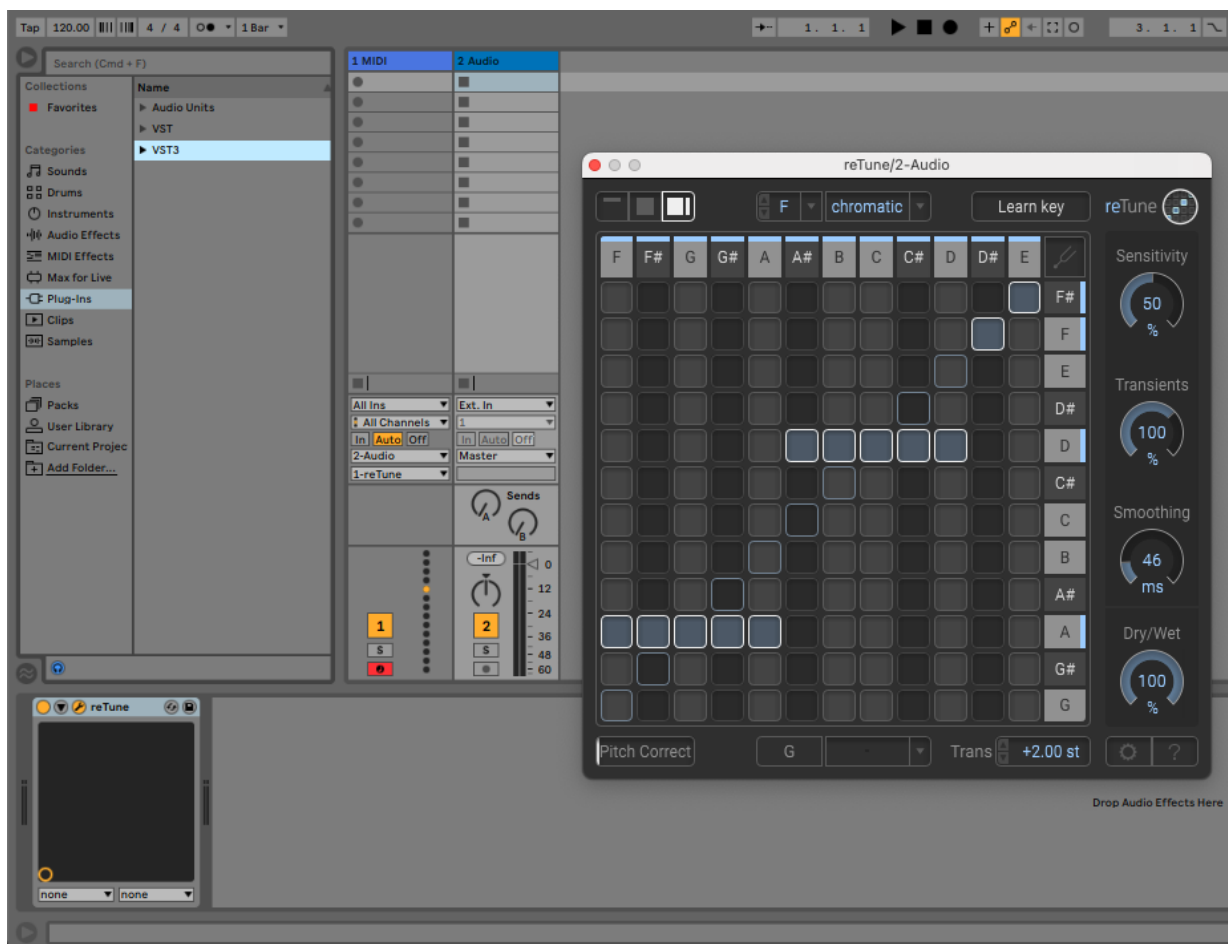 Tap 120.00 4 / 4 1 Bar 1. 1. 1 3. 1. 1
Search (Cmd + F)
Collections
Favorites
Categories
Sounds
Drums
Instruments
Audio Effects
MIDI Effects
Max for Live
Plug-Ins
Clips
Samples
Places
Packs
User Library
Current Projec
Add Folder...
Name
Audio Units
VST
VST3
1 MIDI
2 Audio
All Ins
All Channels
In Auto Off
2-Audio
1-reTune
1
S
Ext. In
1
In Auto Off
Master
Sends
A
B
-Inf
0
12
24
36
48
60
2
S
reTune/2-Audio
F chromatic Learn key reTune
F F# G G# A A# B C C# D D# E
F#
F
E
D#
D
C#
C
B
A#
A
G#
G
Sensitivity
50
%
Transients
100
%
Smoothing
46
ms
Dry/Wet
100
%
Pitch Correct G Trans +2.00 st ?
reTune
none none
Drop Audio Effects Here